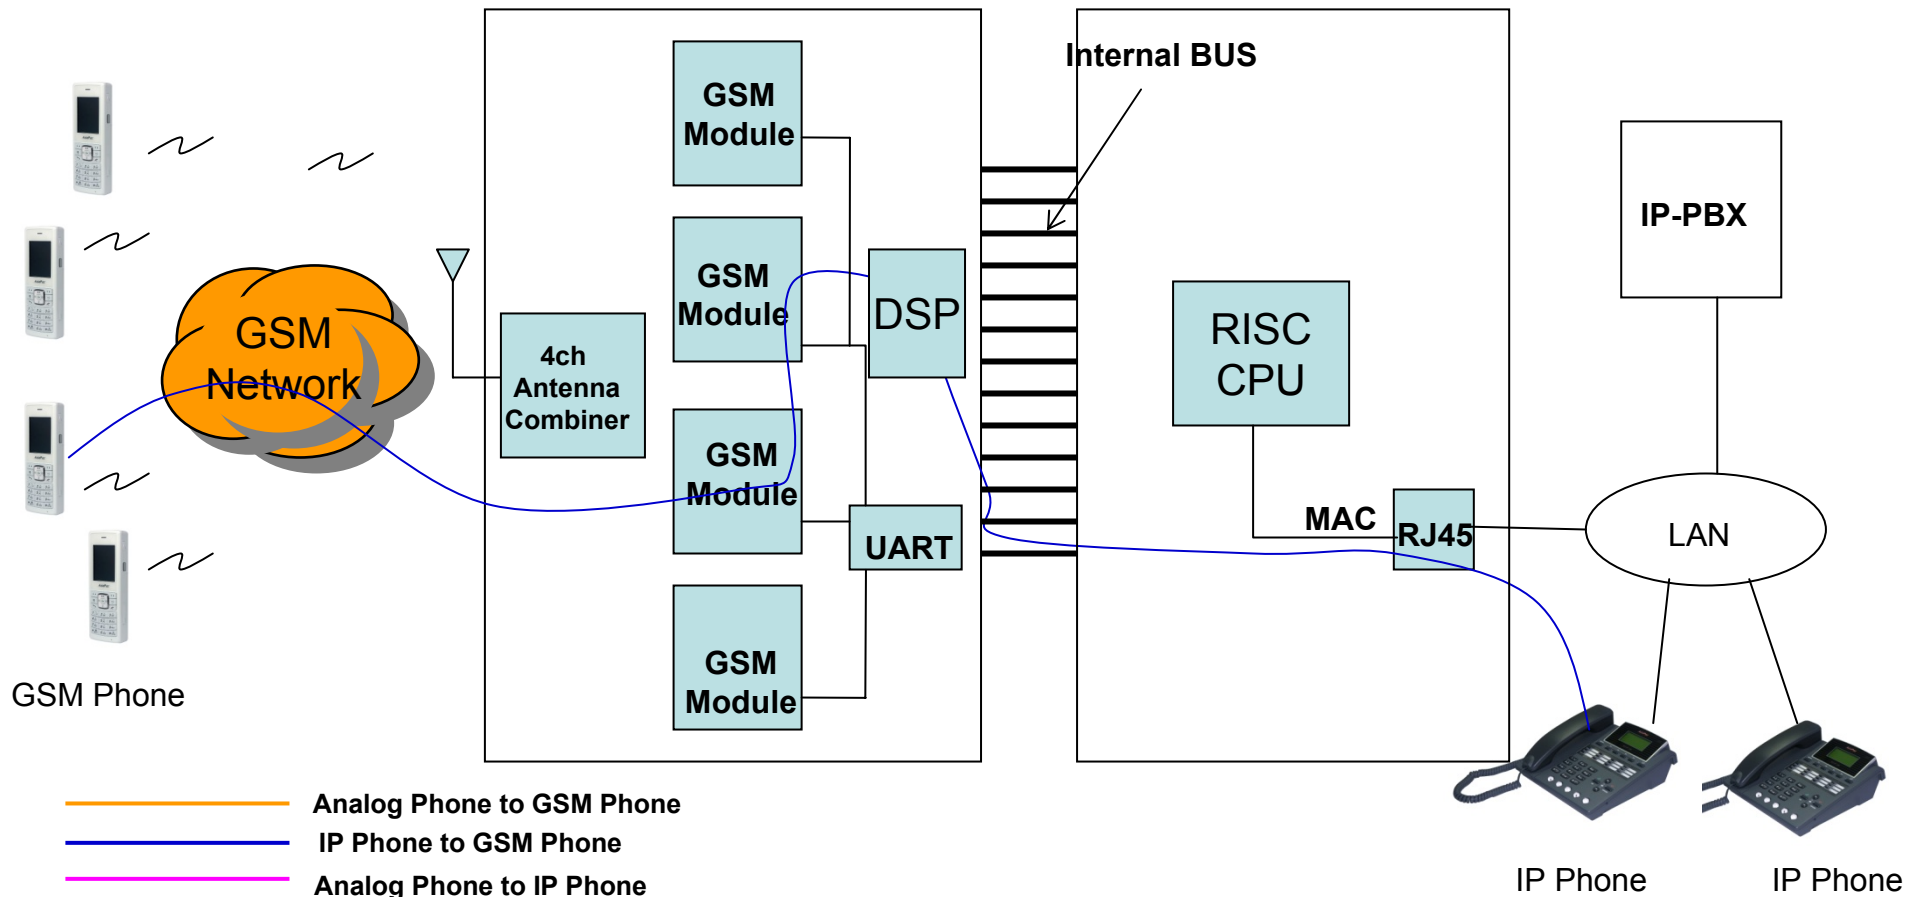 Internal BUS
GSM
Module
GSM
Module
GSM
Module
GSM
Module
DSP
UART
4ch
Antenna
Combiner
GSM
Network
GSM Phone
RISC
CPU
MAC
RJ45
IP-PBX
LAN
IP Phone
IP Phone
Analog Phone to GSM Phone
IP Phone to GSM Phone
Analog Phone to IP Phone